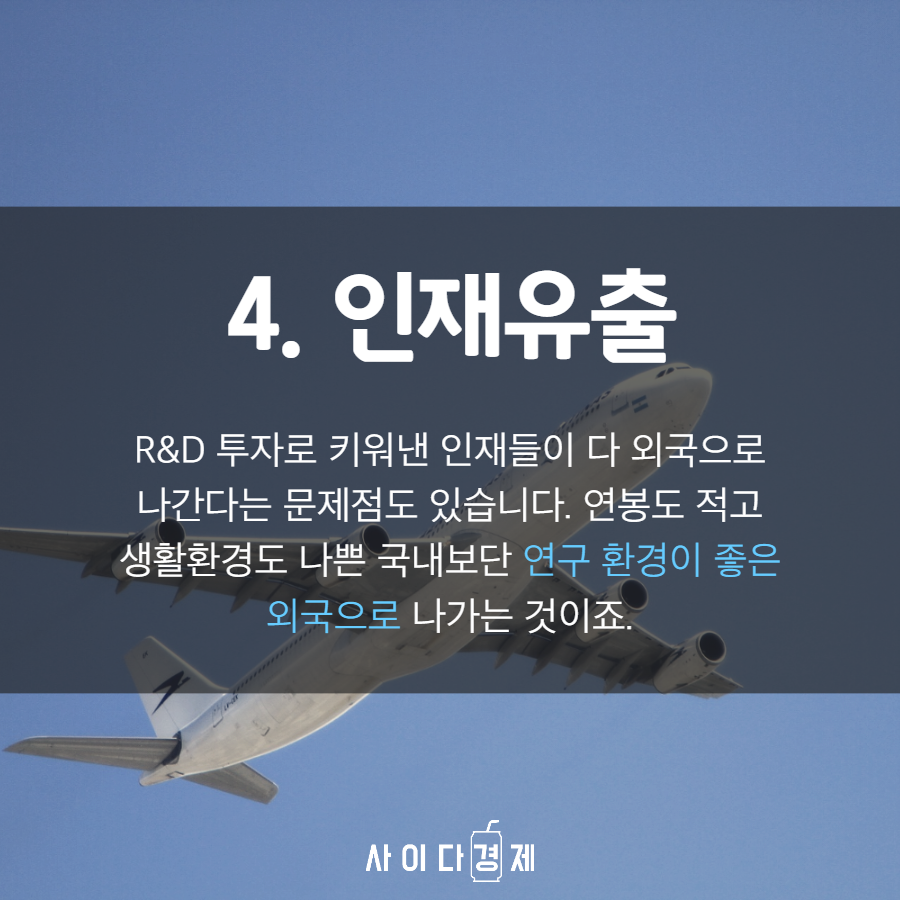 4. 인재유출
R&D 투자로 키워낸 인재들이 다 외국으로
나간다는 문제점도 있습니다. 연봉도 적고
생활환경도 나쁜 국내보단 연구 환경이 좋은
외국으로 나가는 것이죠.
사이다경제